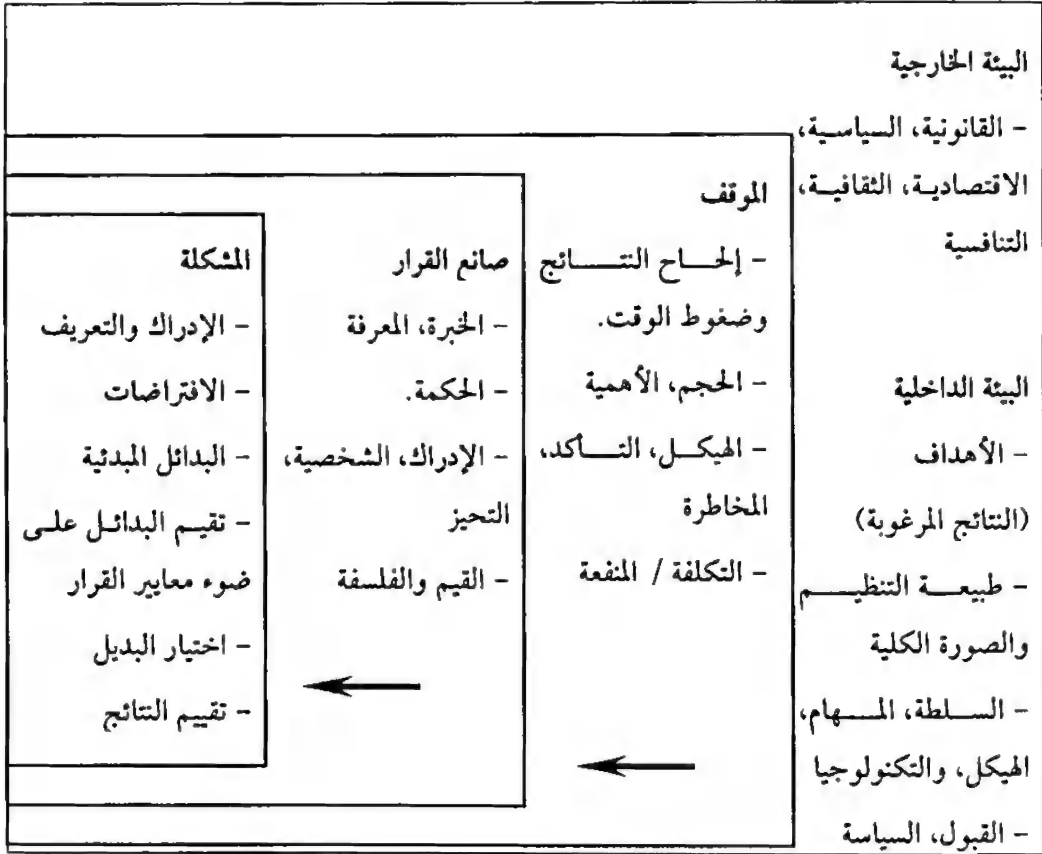 البيئة الخارجية
- القانونية، السياسية،
الاقتصادية، الثقافية،
التنافسية
البيئة الداخلية
- الأهداف
(النتائج المرغوبة)
- طبيعة التنظيم
والصورة الكلية
- السلطة، المهام،
الهيكل، والتكنولوجيا
- القبول، السياسة
الموقف
- إلحاح النتائج
وضغوط الوقت.
- الحجم، الأهمية
- الهيكل، التأكد،
المخاطرة
- التكلفة / المنفعة
صانع القرار
- الخبرة، المعرفة
- الحكمة.
- الإدراك، الشخصية،
التحيز
- القيم والفلسفة
المشكلة
- الإدراك والتعريف
- الافتراضات
- البدائل المبدئية
- تقييم البدائل على
ضوء معايير القرار
- اختيار البديل
- تقييم النتائج